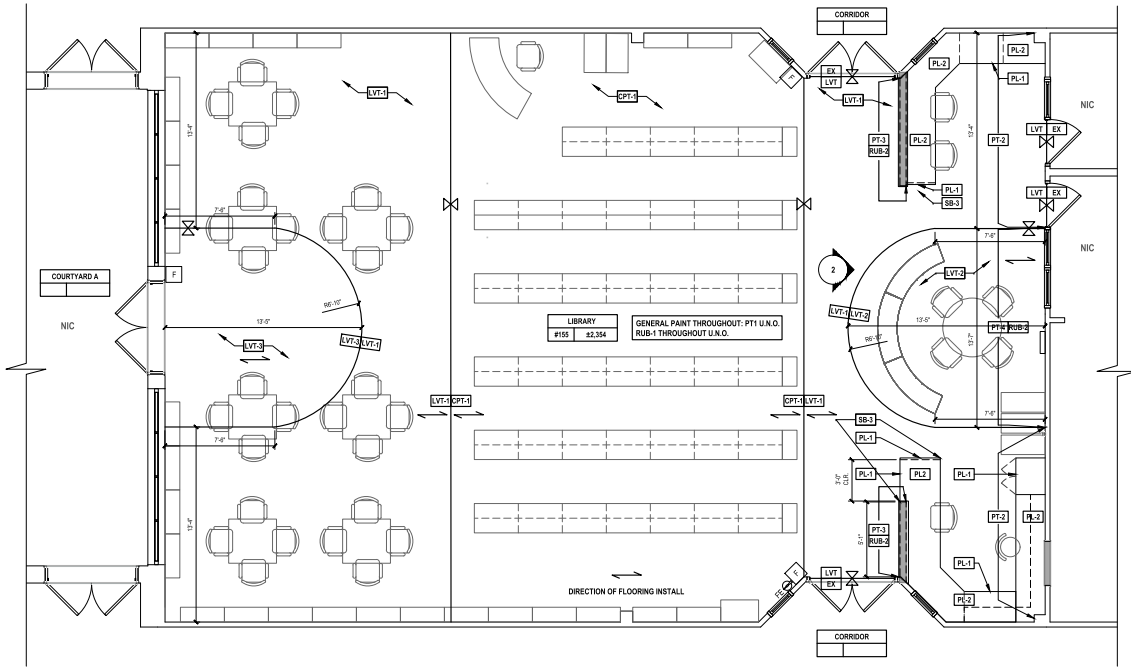 CORRIDOR
EX
LVT
F
PL-2
PL-2
PL-1
PL-1
NIC
LVT-1
CPT-1
LVT-1
13'-4"
13'-4"
PT-3
RUB-2
PL-2
PT-2
LVT EX
LVT EX
PL-1
SB-3
7'-6"
7'-6"
NIC
2
COURTYARD A
F
NIC
LVT-2
R6'-10"
13'-5"
LVT-3 LVT-1
LVT-3
LIBRARY
#155 ±2,354
GENERAL PAINT THROUGHOUT: PT1 U.N.O.
RUB-1 THROUGHOUT U.N.O.
LVT-1 LVT-2
R6'-10"
13'-5"
13'-7"
PT-4 RUB-2
LVT-1 CPT-1
CPT-1 LVT-1
7'-6"
7'-6"
SB-3
PL-1
PL-1
PL2
PL-1
3'-0"
CLR.
13'-4"
6'-1"
PT-3
RUB-2
PT-2
PL-2
PL-1
PL-2
DIRECTION OF FLOORING INSTALL
FE
F
LVT
EX
CORRIDOR